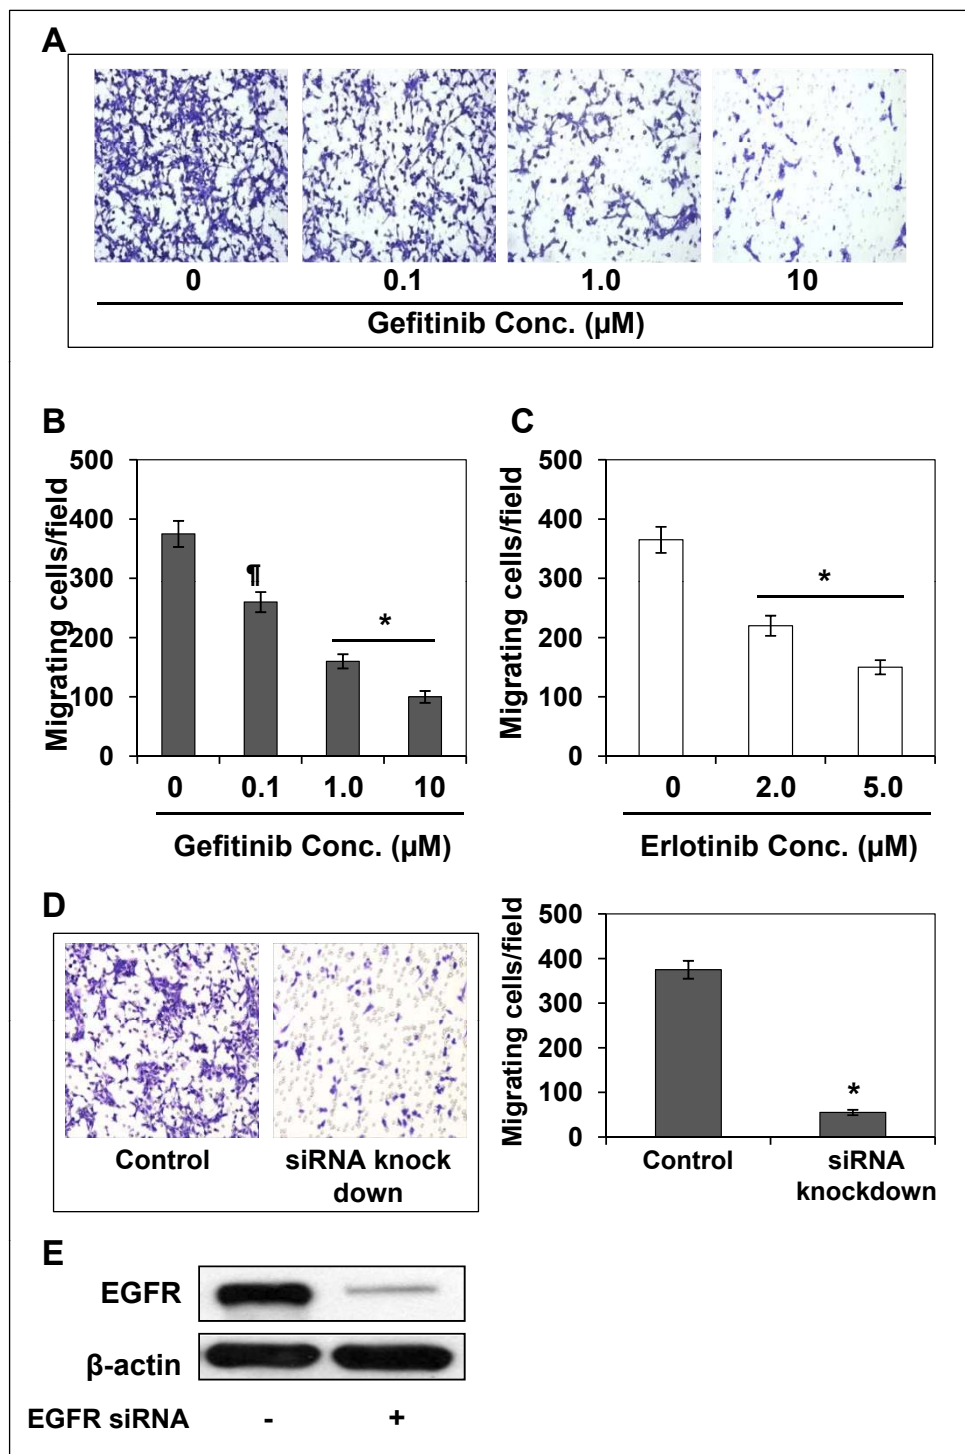 A
0 0.1 1.0 10
Gefitinib Conc. (µM)
B
Migrating cells/field
500
400
300
200
100
0
¶
*
0 0.1 1.0 10
Gefitinib Conc. (µM)
C
Migrating cells/field
500
400
300
200
100
0
*
0 2.0 5.0
Erlotinib Conc. (µM)
D
Control
siRNA knock
down
Migrating cells/field
500
400
300
200
100
0
*
Control
siRNA
knockdown
E
EGFR
β-actin
EGFR siRNA - +